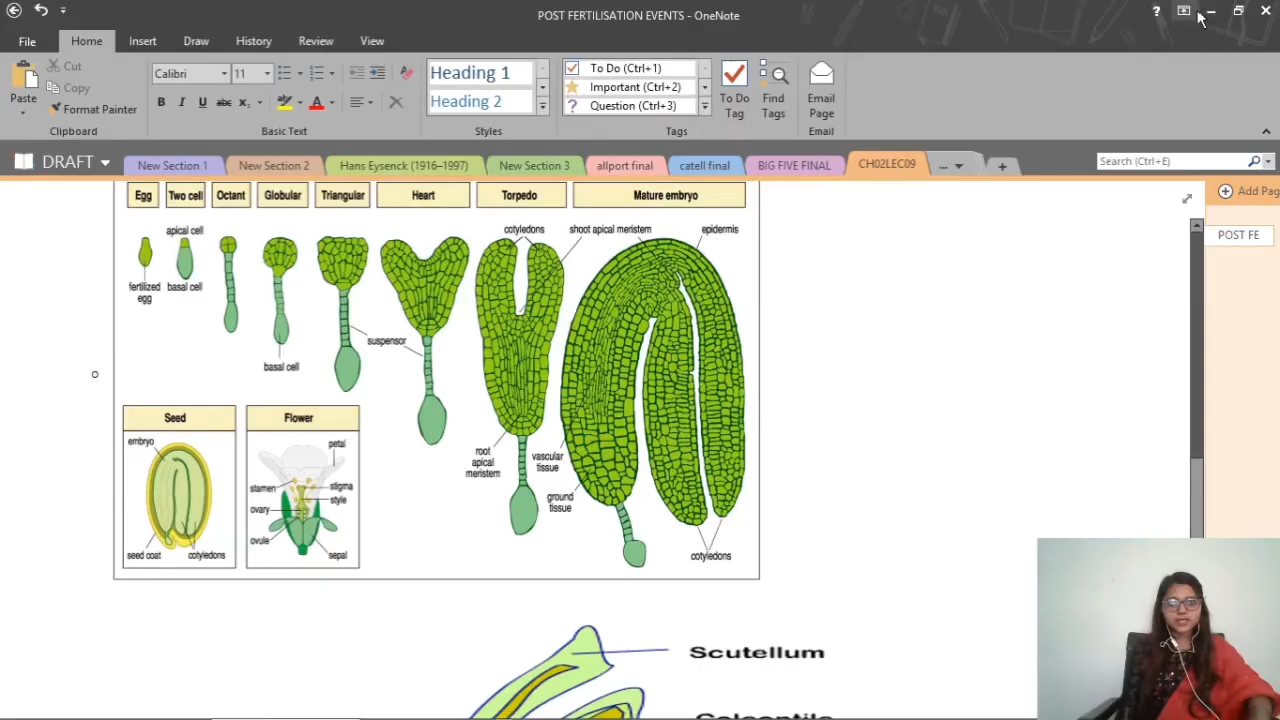 POST FERTILISATION EVENTS - OneNote
?
File Home Insert Draw History Review View
Paste
Cut
Copy
Format Painter
Clipboard
Calibri 11
B I U abc X₂ A
Basic Text
Heading 1
Heading 2
Styles
To Do (Ctrl+1)
Important (Ctrl+2)
? Question (Ctrl+3)
To Do Tag
Find Tags
Tags
Email Page
Email
DRAFT New Section 1 New Section 2 Hans Eysenck (1916–1997) New Section 3 allport final catell final BIG FIVE FINAL CH02LEC09 ... + Search (Ctrl+E)
Add Pag
POST FE
Egg Two cell Octant Globular Triangular Heart Torpedo Mature embryo
apical cell cotyledons shoot apical meristem epidermis
fertilized egg
basal cell
basal cell
suspensor
root apical meristem
vascular tissue
ground tissue
cotyledons
Seed
embryo
seed coat cotyledons
Flower
petal
stamen stigma
style
ovary
ovule sepal
Scutellum